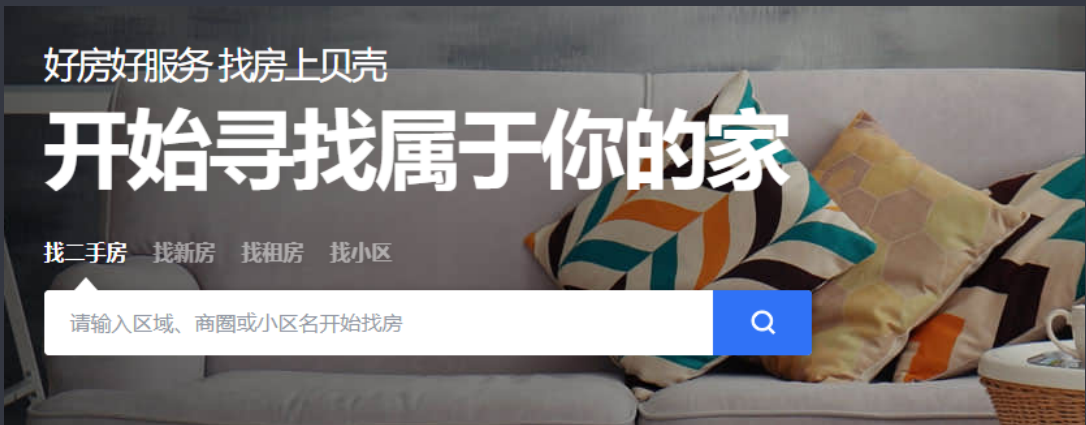 好房好服务 找房上贝壳
开始寻找属于你的家
找二手房 找新房 找租房 找小区
请输入区域、商圈或小区名开始找房